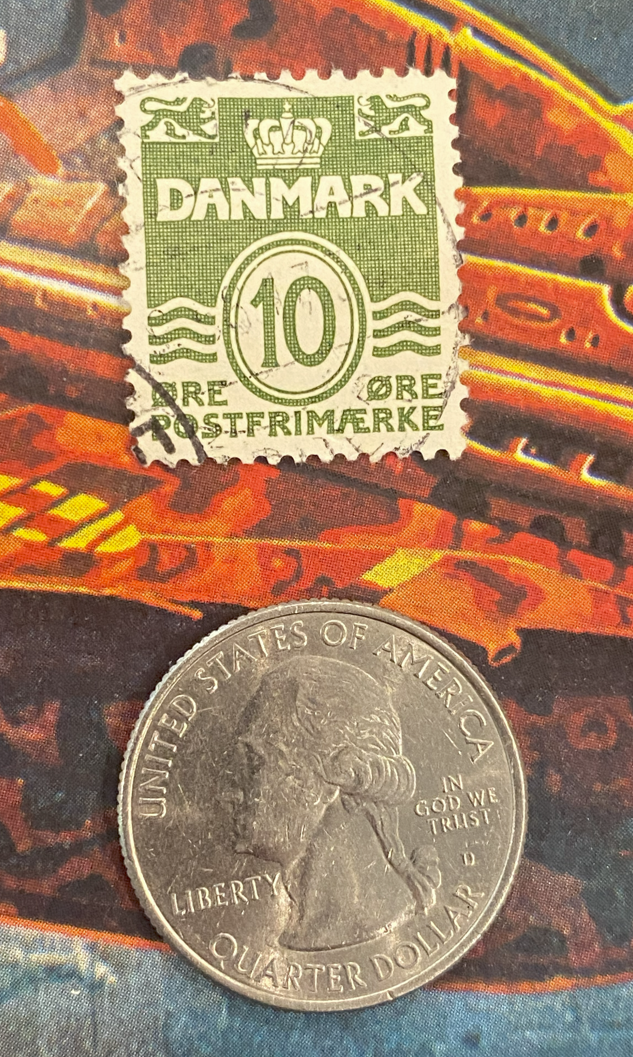 DANMARK
10
ØRE ØRE
POSTFRIMÆRKE
UNITED STATES OF AMERICA
IN
GOD WE
TRUST
D
LIBERTY
QUARTER DOLLAR